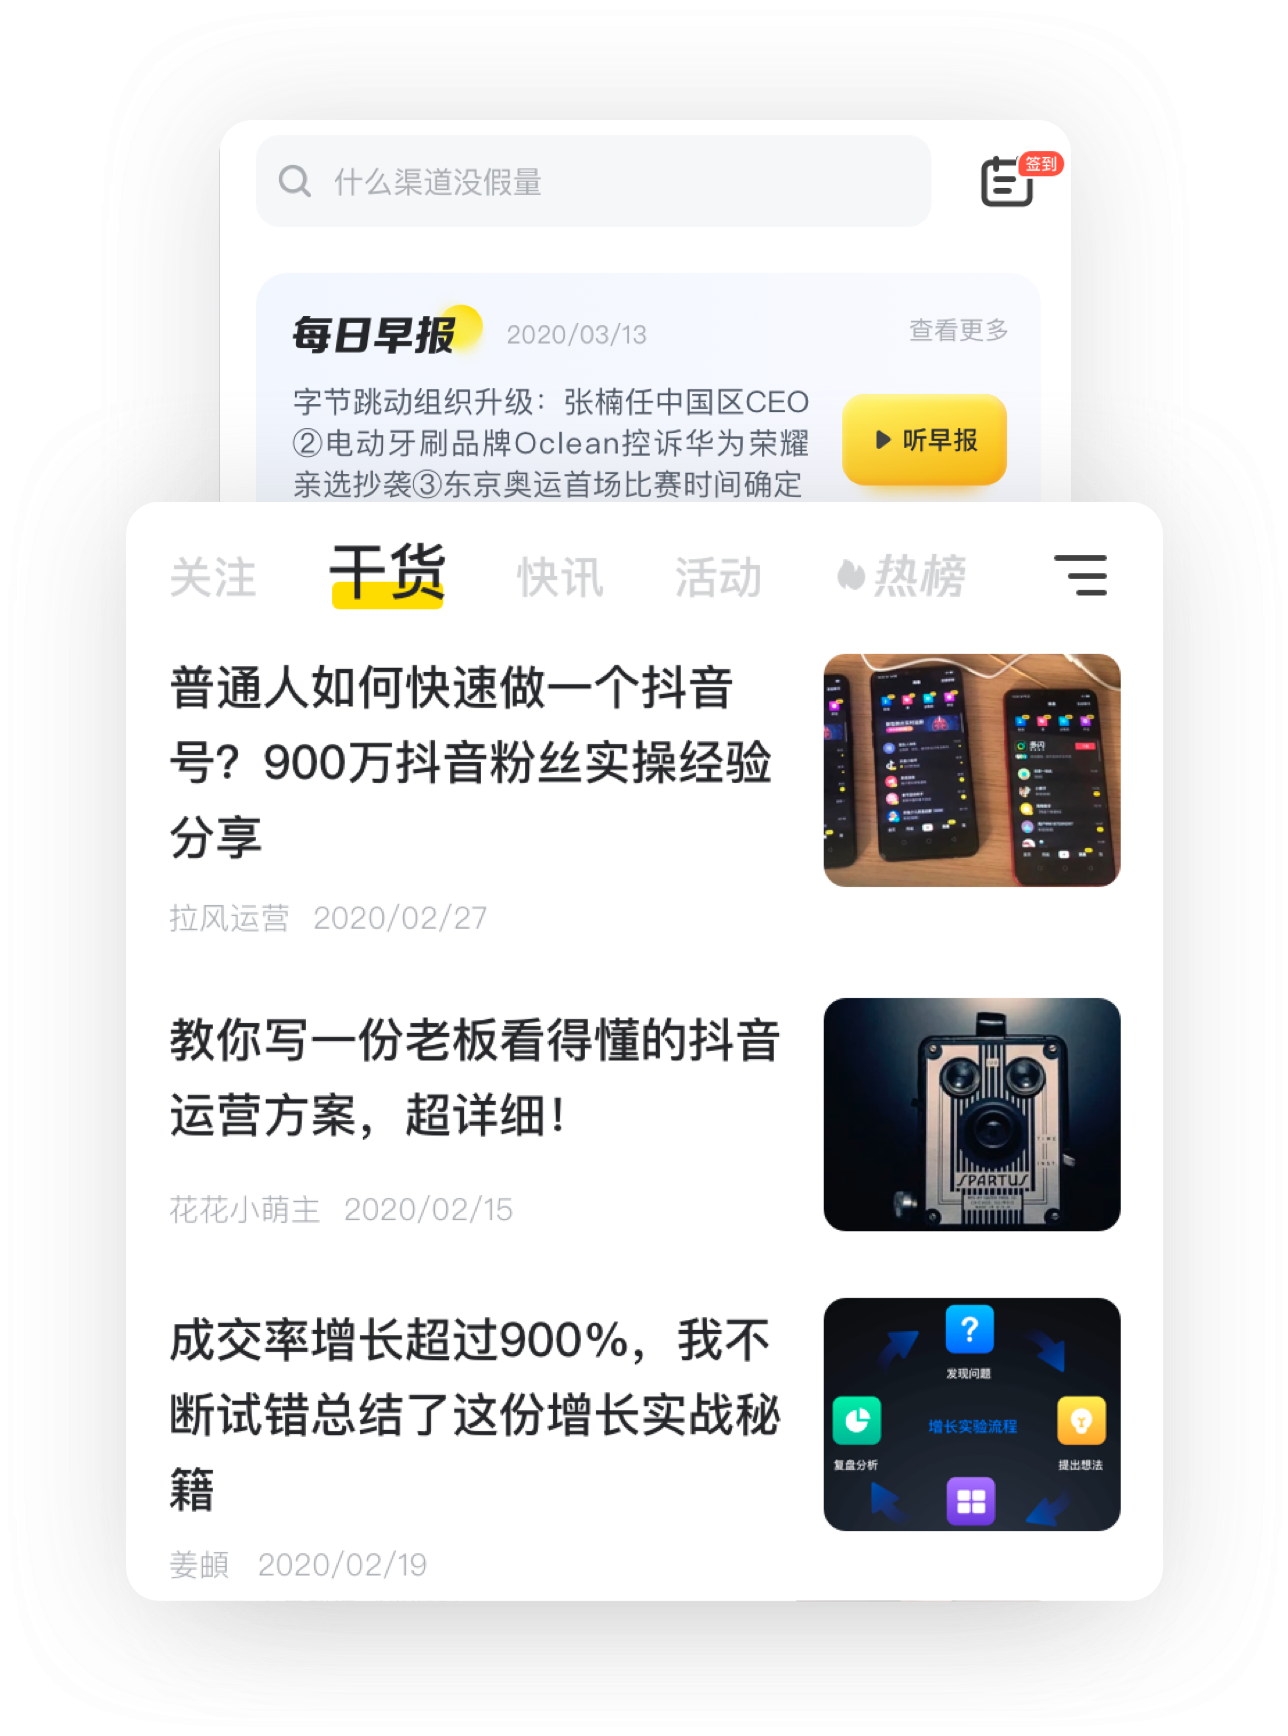 什么渠道没假量
签到
每日早报
2020/03/13
查看更多
字节跳动组织升级：张楠任中国区CEO
②电动牙刷品牌Oclean控诉华为荣耀
亲选抄袭③东京奥运首场比赛时间确定
听早报
关注
干货
快讯
活动
热榜
普通人如何快速做一个抖音
号？900万抖音粉丝实操经验
分享
拉风运营 2020/02/27
教你写一份老板看得懂的抖音
运营方案，超详细！
花花小萌主 2020/02/15
SPARTUS
成交率增长超过900%，我不
断试错总结了这份增长实战秘
籍
姜頔 2020/02/19
?
发现问题
增长实验流程
复盘分析
提出想法